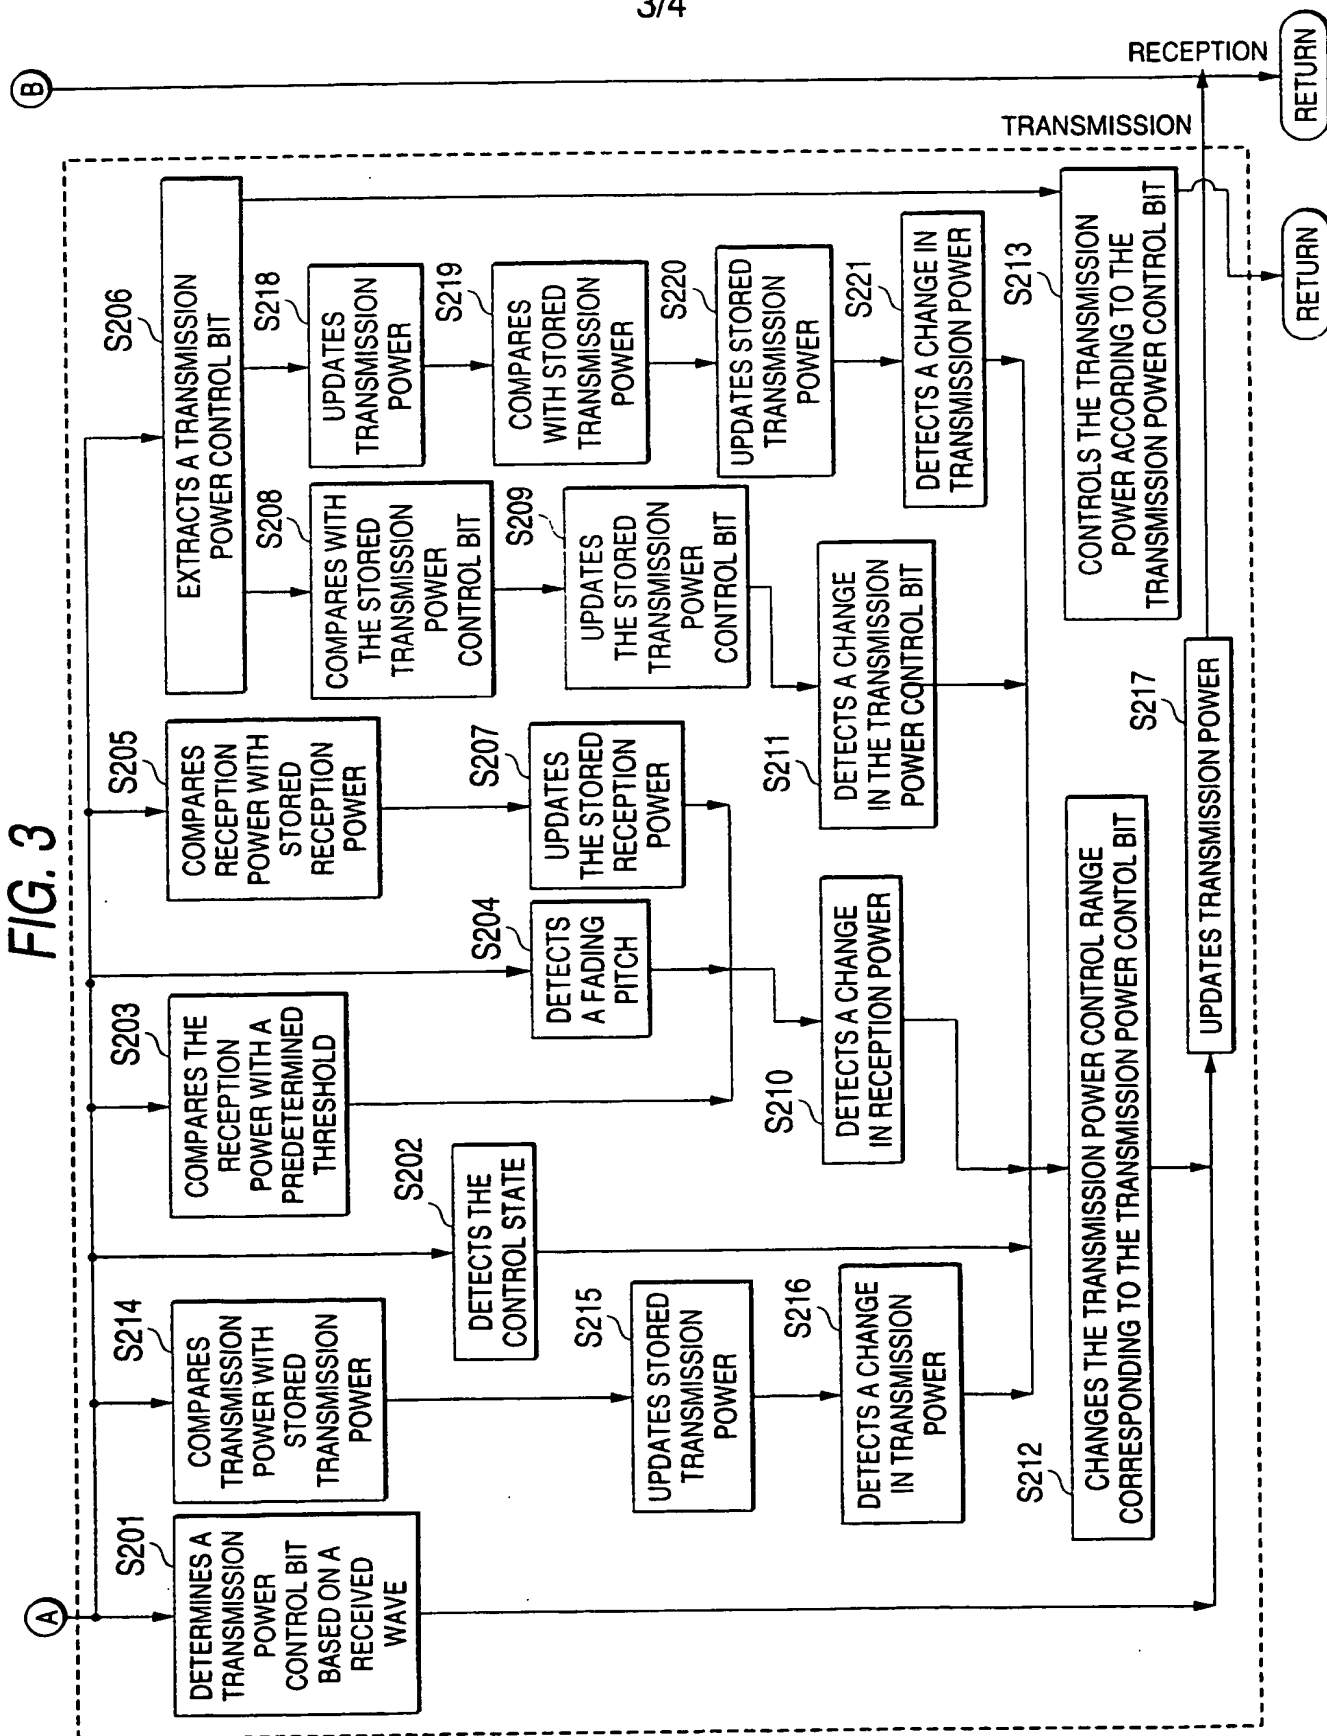 3/4
FIG. 3
A
B
S201
DETERMINES A
TRANSMISSION
POWER
CONTROL BIT
BASED ON A
RECEIVED
WAVE
S214
COMPARES
TRANSMISSION
POWER WITH
STORED
TRANSMISSION
POWER
S202
DETECTS THE
CONTROL STATE
S203
COMPARES THE
RECEPTION
POWER WITH A
PREDETERMINED
THRESHOLD
S204
DETECTS
A FADING
PITCH
S205
COMPARES
RECEPTION
POWER WITH
STORED
RECEPTION
POWER
S206
EXTRACTS A TRANSMISSION
POWER CONTROL BIT
S207
UPDATES
THE STORED
RECEPTION
POWER
S208
COMPARES WITH
THE STORED
TRANSMISSION
POWER
CONTROL BIT
S218
UPDATES
TRANSMISSION
POWER
S209
UPDATES
THE STORED
TRANSMISSION
POWER
CONTROL BIT
S219
COMPARES
WITH STORED
TRANSMISSION
POWER
S215
UPDATES STORED
TRANSMISSION
POWER
S220
UPDATES STORED
TRANSMISSION
POWER
S216
DETECTS A CHANGE
IN TRANSMISSION
POWER
S210
DETECTS A CHANGE
IN RECEPTION POWER
S211
DETECTS A CHANGE
IN THE TRANSMISSION
POWER CONTROL BIT
S221
DETECTS A CHANGE IN
TRANSMISSION POWER
S212
CHANGES THE TRANSMISSION POWER CONTROL RANGE
CORRESPONDING TO THE TRANSMISSION POWER CONTOL BIT
S213
CONTROLS THE TRANSMISSION
POWER ACCORDING TO THE
TRANSMISSION POWER CONTROL BIT
S217
UPDATES TRANSMISSION POWER
TRANSMISSION
RECEPTION
RETURN
RETURN